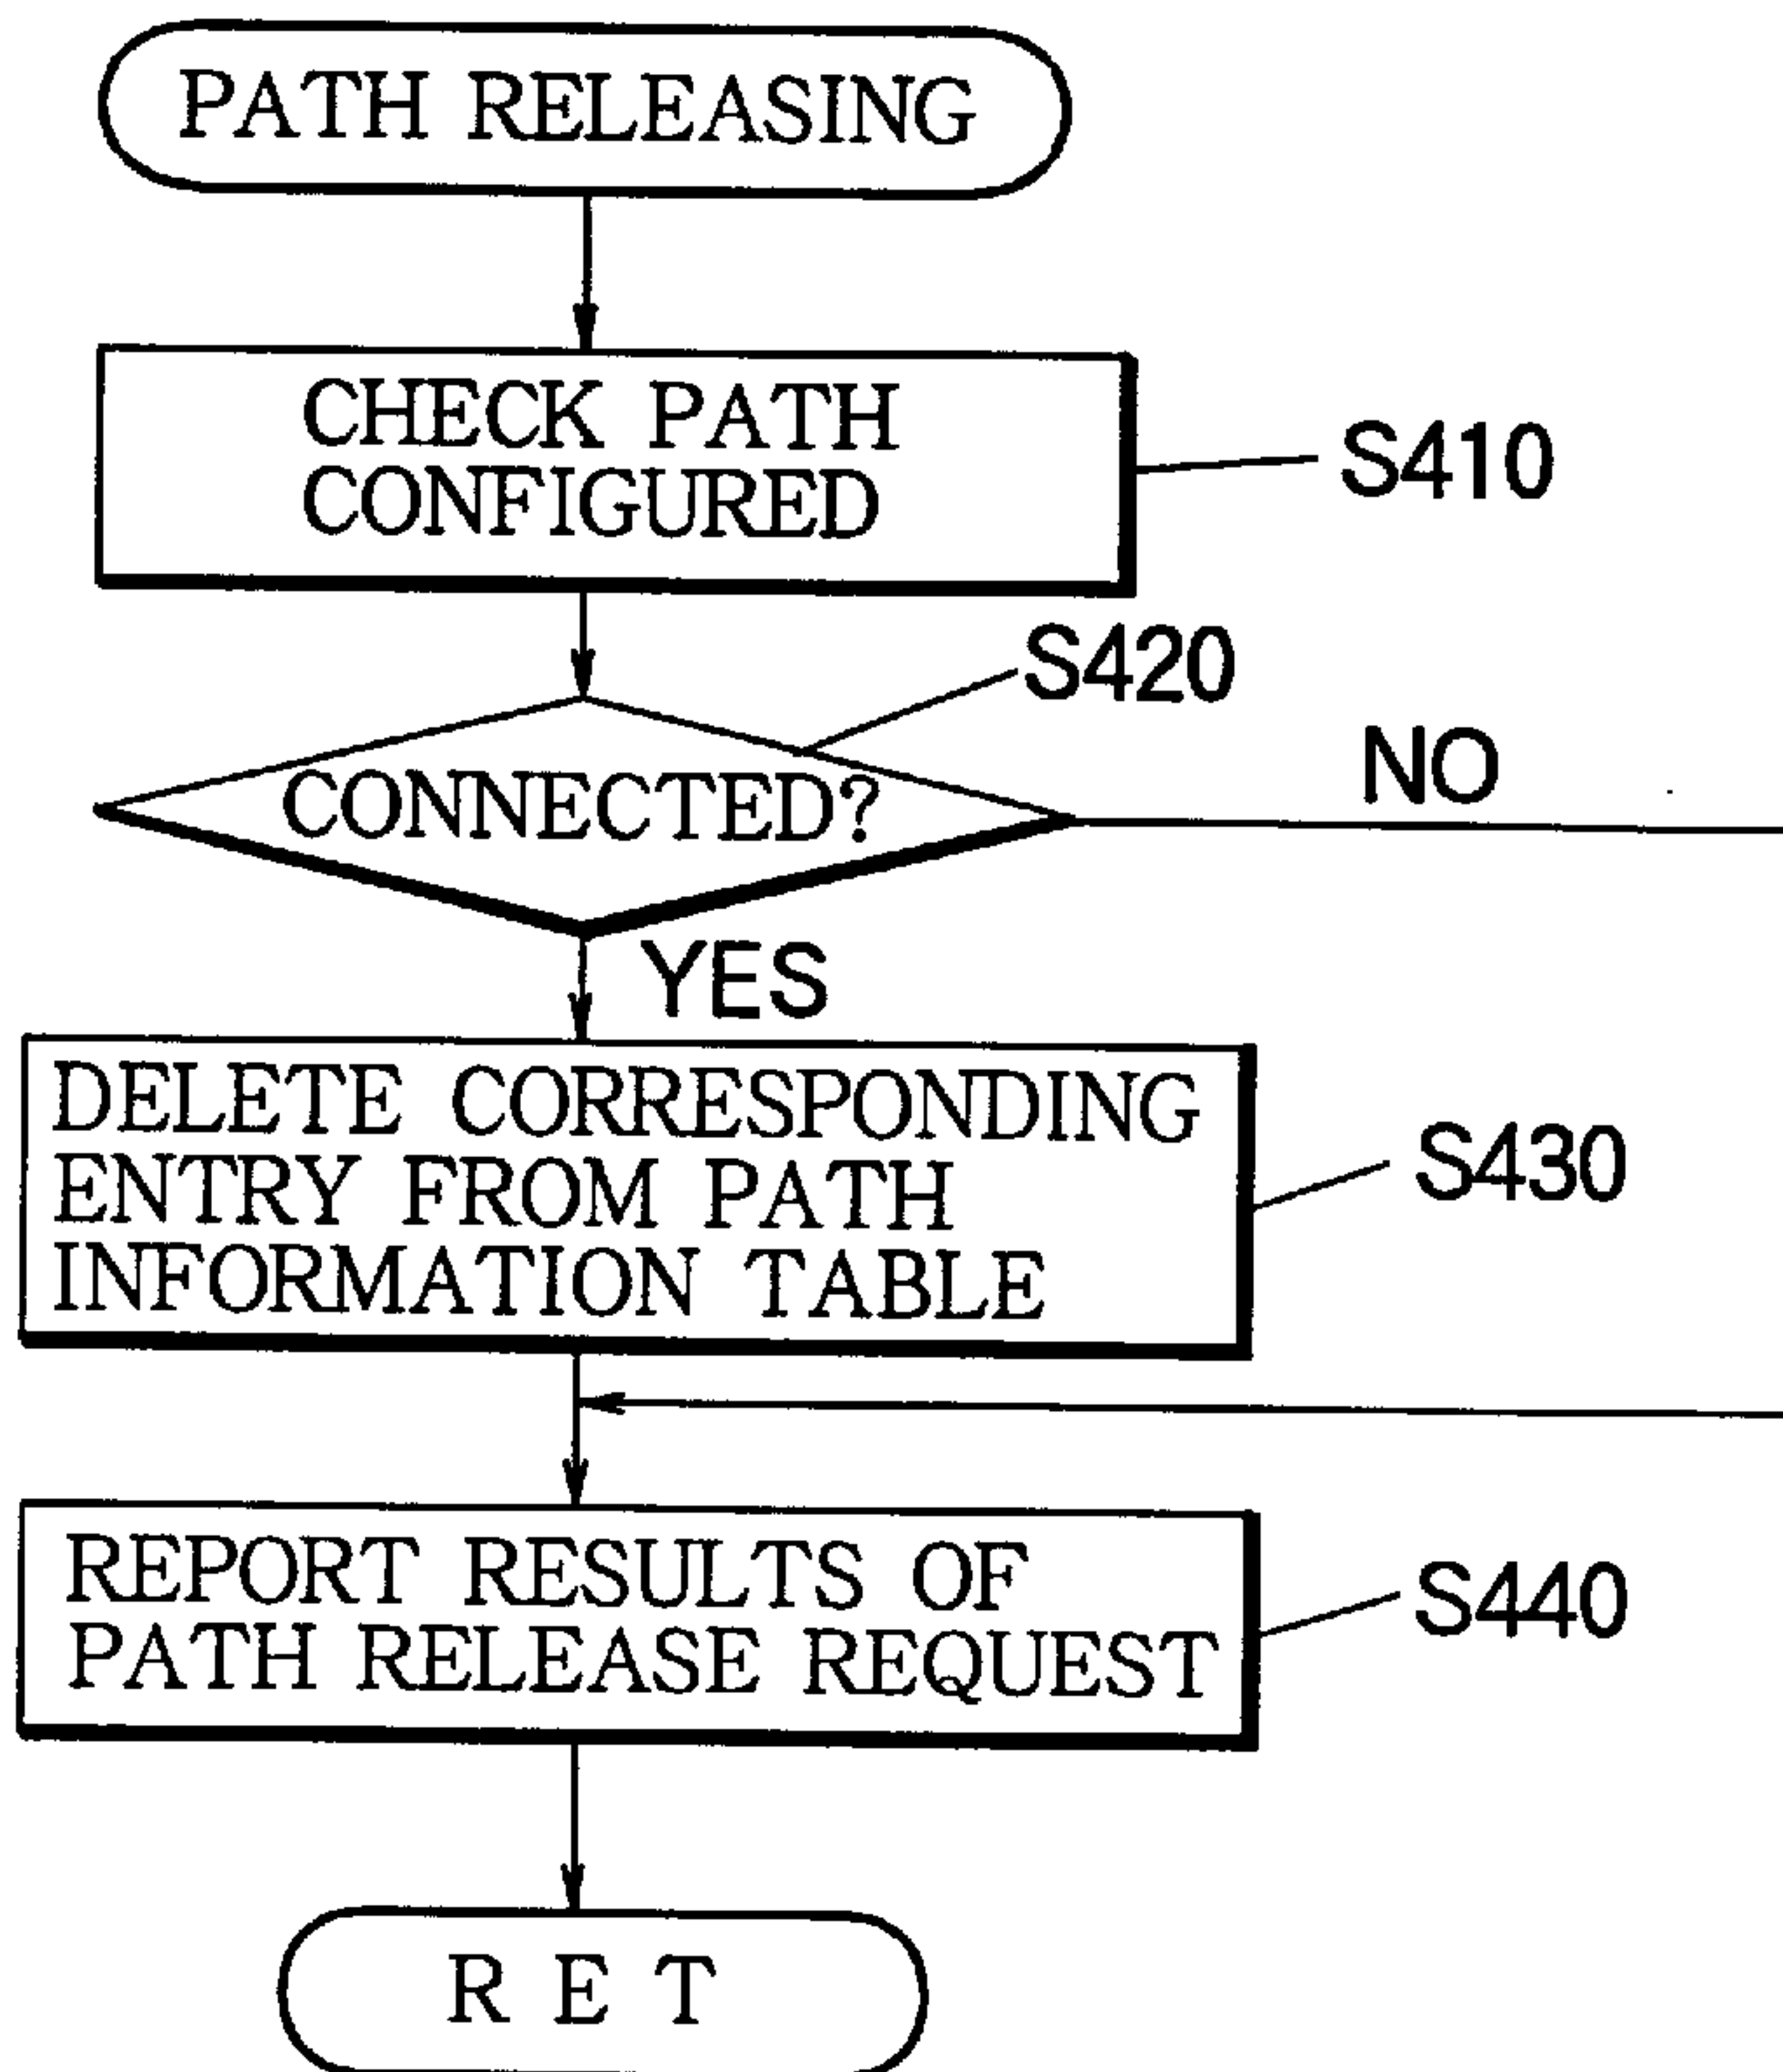 PATH RELEASING
CHECK PATH
CONFIGURED
S410
S420
CONNECTED?
NO
YES
DELETE CORRESPONDING
ENTRY FROM PATH
INFORMATION TABLE
S430
REPORT RESULTS OF
PATH RELEASE REQUEST
S440
R E T